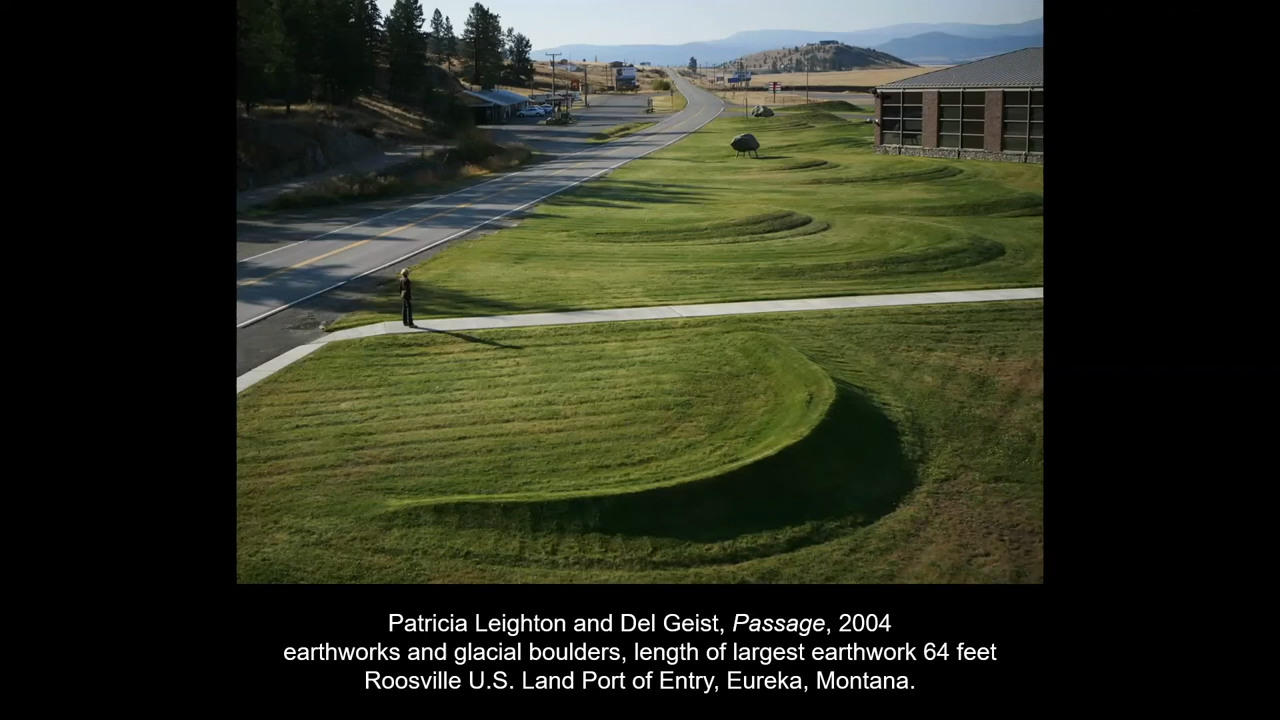 Patricia Leighton and Del Geist, Passage, 2004
earthworks and glacial boulders, length of largest earthwork 64 feet
Roosville U.S. Land Port of Entry, Eureka, Montana.